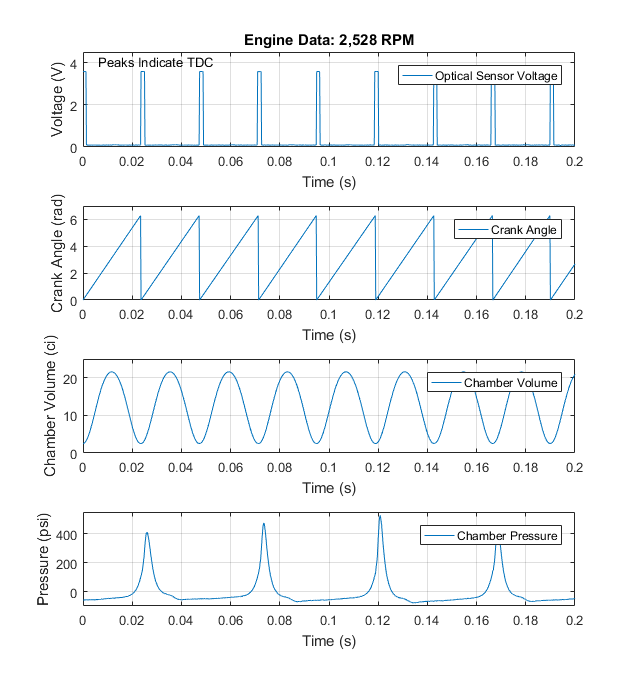 Engine Data: 2,528 RPM
Peaks Indicate TDC
Optical Sensor Voltage
Voltage (V)
4
2
0
0 0.02 0.04 0.06 0.08 0.1 0.12 0.14 0.16 0.18 0.2
Time (s)
Crank Angle
Crank Angle (rad)
6
4
2
0
0 0.02 0.04 0.06 0.08 0.1 0.12 0.14 0.16 0.18 0.2
Time (s)
Chamber Volume
Chamber Volume (ci)
20
10
0
0 0.02 0.04 0.06 0.08 0.1 0.12 0.14 0.16 0.18 0.2
Time (s)
Chamber Pressure
Pressure (psi)
400
200
0
0 0.02 0.04 0.06 0.08 0.1 0.12 0.14 0.16 0.18 0.2
Time (s)